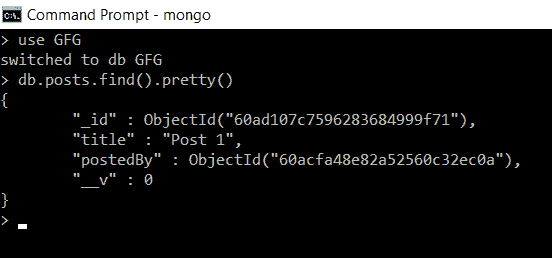 C:\. Command Prompt - mongo
> use GFG
switched to db GFG
> db.posts.find().pretty()
{
        "_id" : ObjectId("60ad107c7596283684999f71"),
        "title" : "Post 1",
        "postedBy" : ObjectId("60acfa48e82a52560c32ec0a"),
        "__v" : 0
}
>